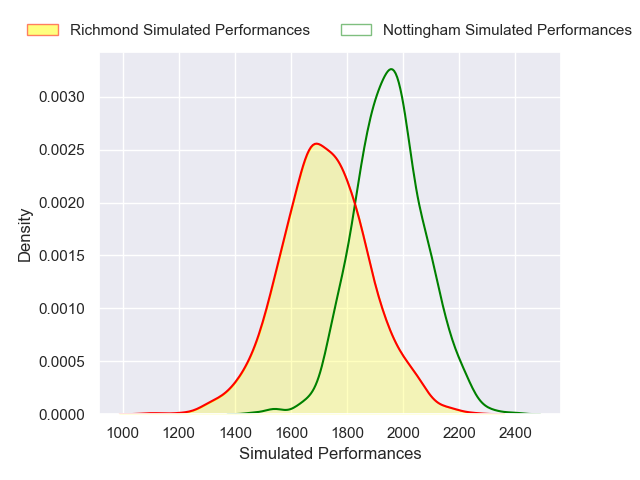 Richmond Simulated Performances
Nottingham Simulated Performances
0.0030
0.0025
0.0020
0.0015
0.0010
0.0005
0.0000
Density
1000 1200 1400 1600 1800 2000 2200 2400
Simulated Performances